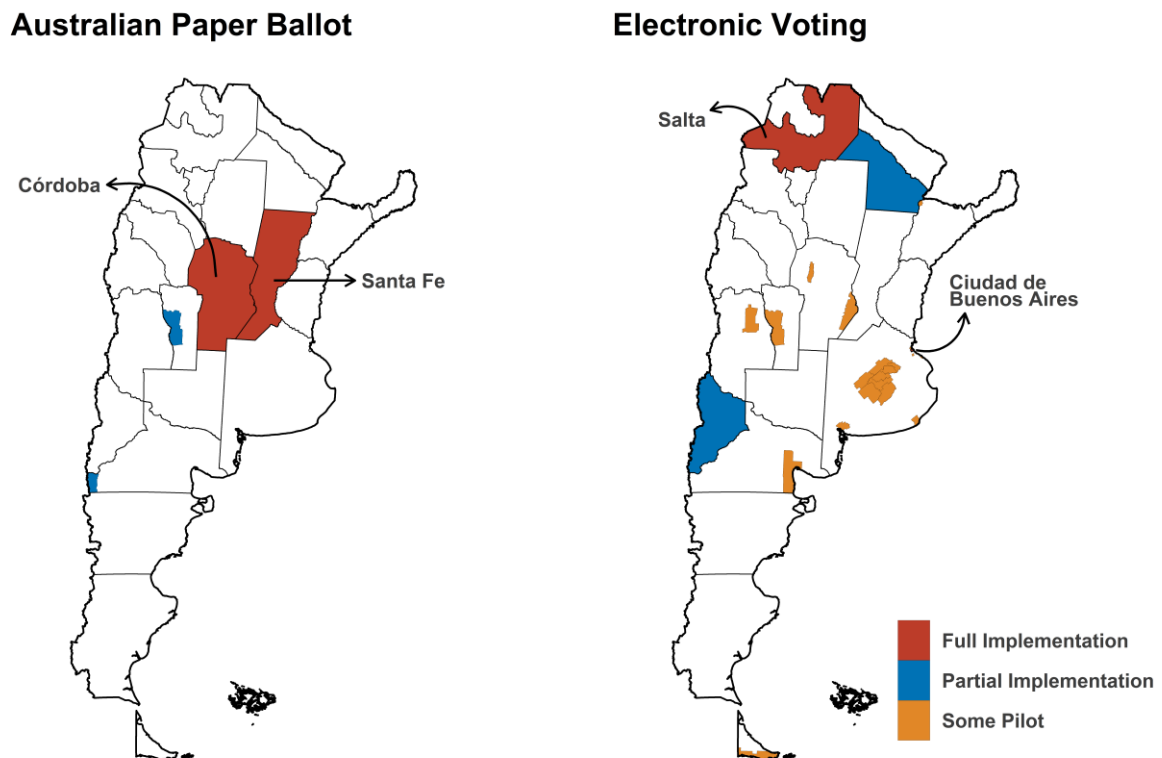 Australian Paper Ballot
Electronic Voting
Córdoba
Santa Fe
Salta
Ciudad de
Buenos Aires
Full Implementation
Partial Implementation
Some Pilot